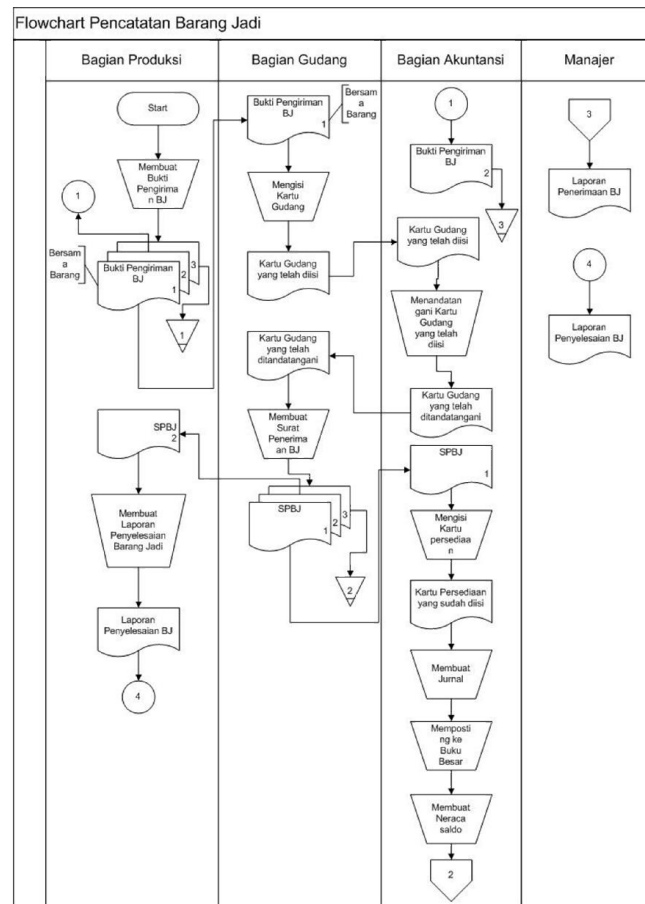 Flowchart Pencatatan Barang Jadi
Bagian Produksi
Bagian Gudang
Bagian Akuntansi
Manajer
Start
Membuat
Bukti
Pengirima
n BJ
1
Bersam
a
Barang
Bukti Pengiriman
BJ
1
2
3
1
SPBJ
2
Membuat
Laporan
Penyelesaian
Barang Jadi
Laporan
Penyelesaian BJ
4
Bukti Pengiriman
BJ
1
Bersam
a
Barang
Mengisi
Kartu
Gudang
Kartu Gudang
yang telah diisi
Kartu Gudang
yang telah
ditandatangani
Membuat
Surat
Penerima
an BJ
SPBJ
1
2
3
2
1
Bukti Pengiriman
BJ
2
3
Kartu Gudang
yang telah diisi
Menandatan
gani Kartu
Gudang
yang telah
diisi
Kartu Gudang
yang telah
ditandatangani
SPBJ
1
Mengisi
Kartu
persediaa
n
Kartu Persediaan
yang sudah diisi
Membuat
Jurnal
Memposti
ng ke
Buku
Besar
Membuat
Neraca
saldo
2
3
Laporan
Penerimaan BJ
4
Laporan
Penyelesaian BJ